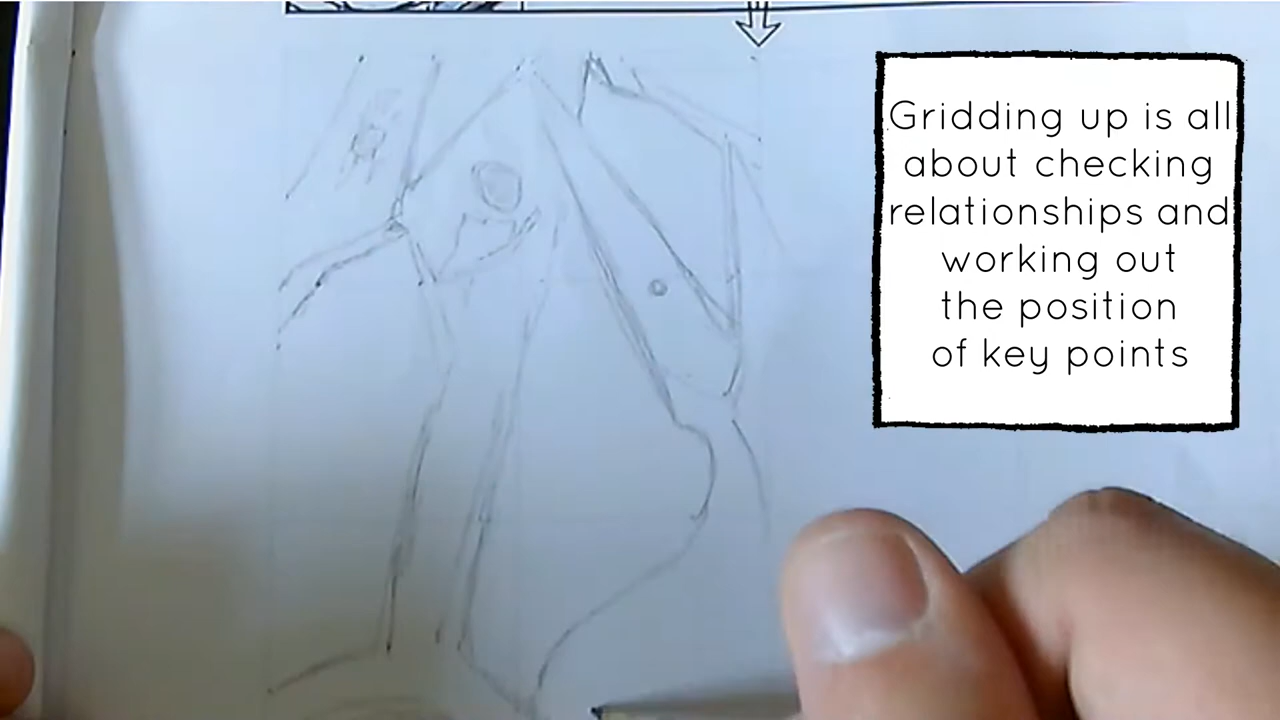 Gridding up is all
about checking
relationships and
working out
the position
of key points